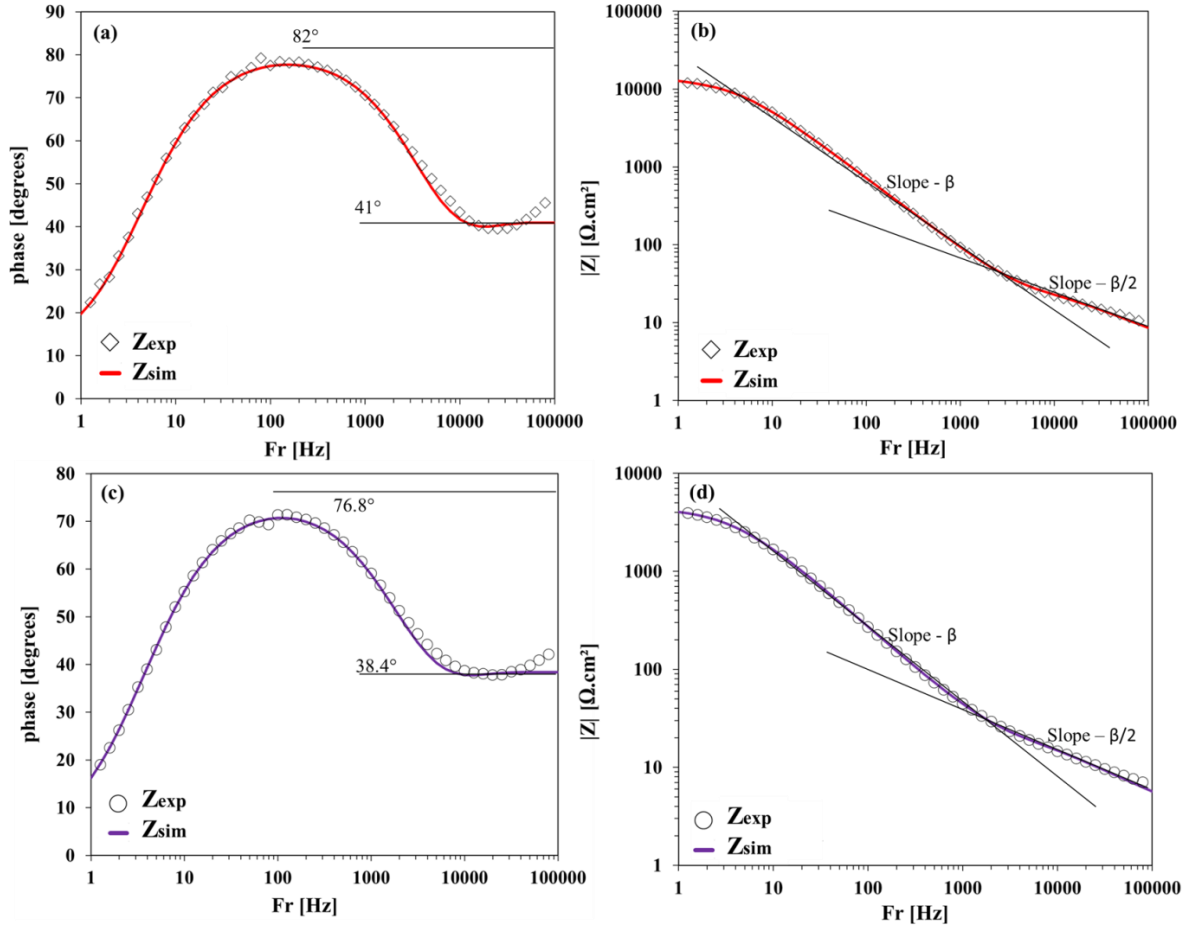 (a)
90
80
70
60
50
40
30
20
10
0
82°
41°
phase [degrees]
Zexp
Zsim
1 10 100 1000 10000 100000
Fr [Hz]
(b)
100000
10000
1000
100
10
1
|Z| [Ω.cm²]
Slope - β
Slope – β/2
Zexp
Zsim
1 10 100 1000 10000 100000
Fr [Hz]
(c)
80
70
60
50
40
30
20
10
0
76.8°
38.4°
phase [degrees]
Zexp
Zsim
1 10 100 1000 10000 100000
Fr [Hz]
(d)
10000
1000
100
10
1
|Z| [Ω.cm²]
Slope - β
Slope – β/2
Zexp
Zsim
1 10 100 1000 10000 100000
Fr [Hz]